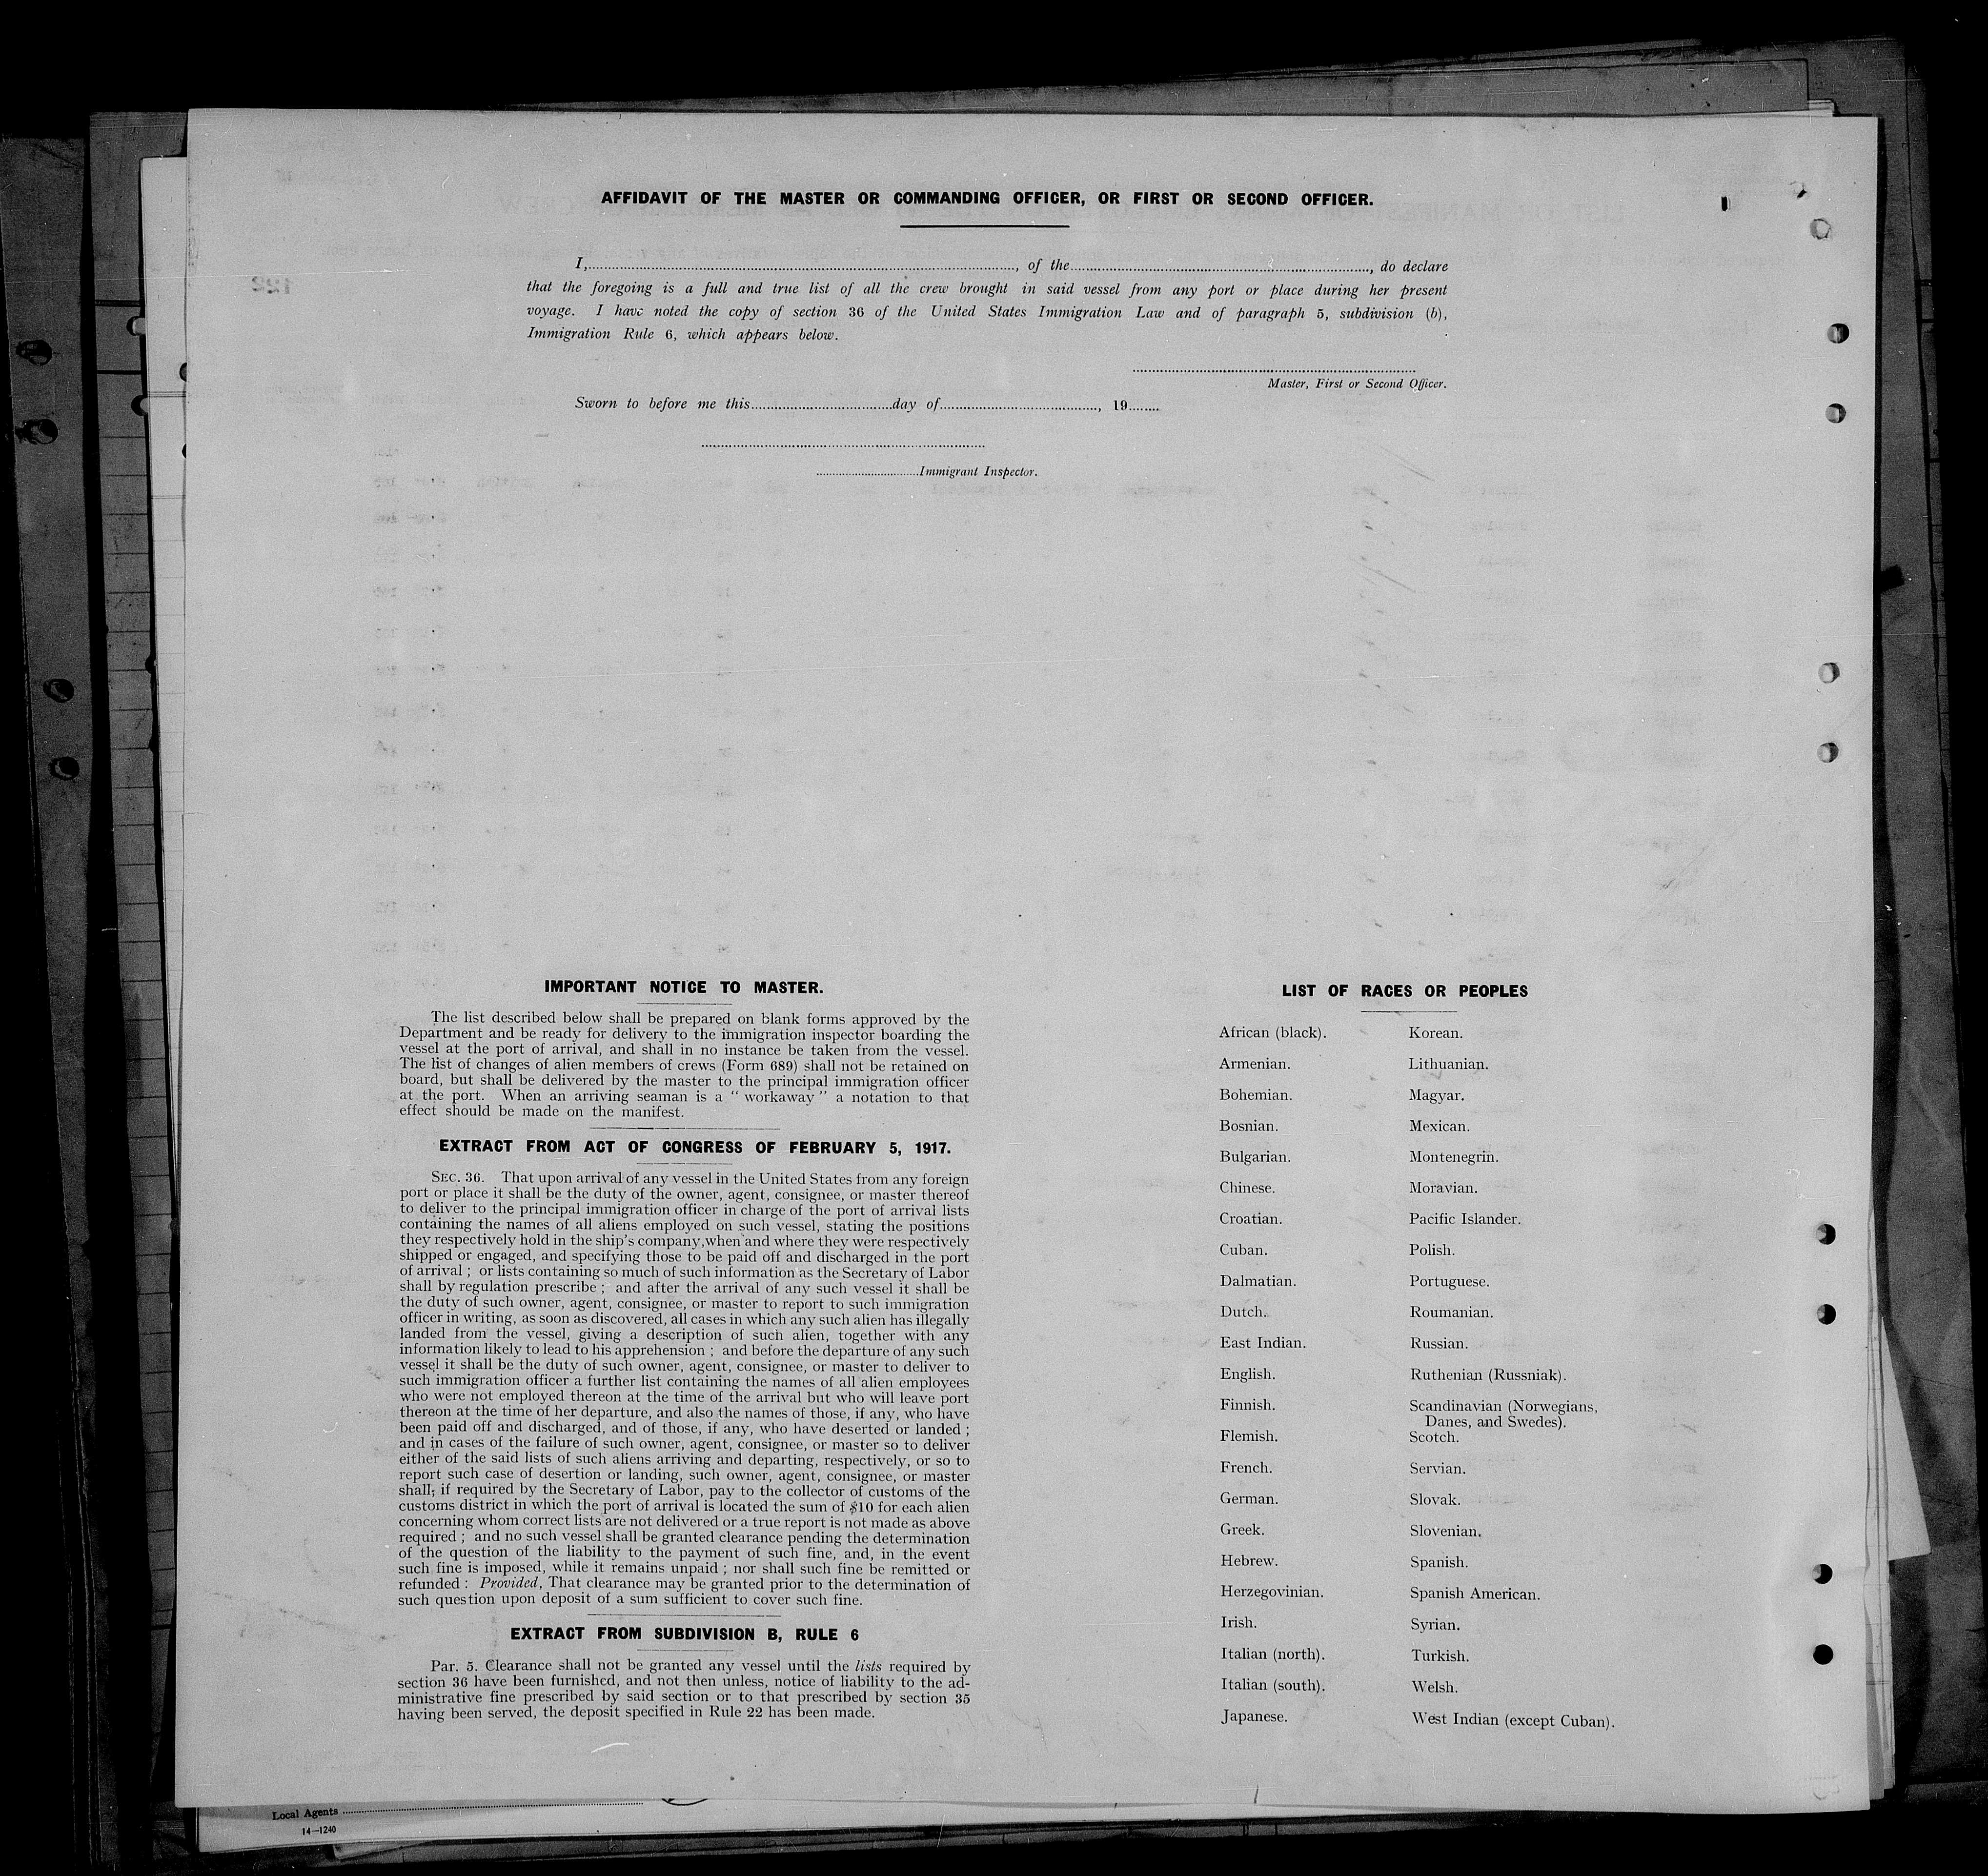 AFFIDAVIT OF THE MASTER OR COMMANDING OFFICER, OR FIRST OR SECOND OFFICER.
I,........, of the........, do declare
that the foregoing is a full and true list of all the crew brought in said vessel from any port or place during her present
voyage. I have noted the copy of section 36 of the United States Immigration Law and of paragraph 5, subdivision (b),
Immigration Rule 6, which appears below.
Master, First or Second Officer.
Sworn to before me this........day of........, 19........
........Immigrant Inspector.
IMPORTANT NOTICE TO MASTER.
The list described below shall be prepared on blank forms approved by the
Department and be ready for delivery to the immigration inspector boarding the
vessel at the port of arrival, and shall in no instance be taken from the vessel.
The list of changes of alien members of crews (Form 689) shall not be retained on
board, but shall be delivered by the master to the principal immigration officer
at the port. When an arriving seaman is a " workaway " a notation to that
effect should be made on the manifest.
EXTRACT FROM ACT OF CONGRESS OF FEBRUARY 5, 1917.
SEC. 36. That upon arrival of any vessel in the United States from any foreign
port or place it shall be the duty of the owner, agent, consignee, or master thereof
to deliver to the principal immigration officer in charge of the port of arrival lists
containing the names of all aliens employed on such vessel, stating the positions
they respectively hold in the ship's company, when and where they were respectively
shipped or engaged, and specifying those to be paid off and discharged in the port
of arrival ; or lists containing so much of such information as the Secretary of Labor
shall by regulation prescribe ; and after the arrival of any such vessel it shall be
the duty of such owner, agent, consignee, or master to report to such immigration
officer in writing, as soon as discovered, all cases in which any such alien has illegally
landed from the vessel, giving a description of such alien, together with any
information likely to lead to his apprehension ; and before the departure of any such
vessel it shall be the duty of such owner, agent, consignee, or master to deliver to
such immigration officer a further list containing the names of all alien employees
who were not employed thereon at the time of the arrival but who will leave port
thereon at the time of her departure, and also the names of those, if any, who have
been paid off and discharged, and of those, if any, who have deserted or landed ;
and in cases of the failure of such owner, agent, consignee, or master so to deliver
either of the said lists of such aliens arriving and departing, respectively, or so to
report such case of desertion or landing, such owner, agent, consignee, or master
shall, if required by the Secretary of Labor, pay to the collector of customs of the
customs district in which the port of arrival is located the sum of $10 for each alien
concerning whom correct lists are not delivered or a true report is not made as above
required ; and no such vessel shall be granted clearance pending the determination
of the question of the liability to the payment of such fine, and, in the event
such fine is imposed, while it remains unpaid ; nor shall such fine be remitted or
refunded : Provided, That clearance may be granted prior to the determination of
such question upon deposit of a sum sufficient to cover such fine.
EXTRACT FROM SUBDIVISION B, RULE 6
Par. 5. Clearance shall not be granted any vessel until the lists required by
section 36 have been furnished, and not then unless, notice of liability to the ad-
ministrative fine prescribed by said section or to that prescribed by section 35
having been served, the deposit specified in Rule 22 has been made.
LIST OF RACES OR PEOPLES
African (black).
Armenian.
Bohemian.
Bosnian.
Bulgarian.
Chinese.
Croatian.
Cuban.
Dalmatian.
Dutch.
East Indian.
English.
Finnish.
Flemish.
French.
German.
Greek.
Hebrew.
Herzegovinian.
Irish.
Italian (north).
Italian (south).
Japanese.
Korean.
Lithuanian.
Magyar.
Mexican.
Montenegrin.
Moravian.
Pacific Islander.
Polish.
Portuguese.
Roumanian.
Russian.
Ruthenian (Russniak).
Scandinavian (Norwegians,
Danes, and Swedes).
Scotch.
Servian.
Slovak.
Slovenian.
Spanish.
Spanish American.
Syrian.
Turkish.
Welsh.
West Indian (except Cuban).
Local Agents
14—1240